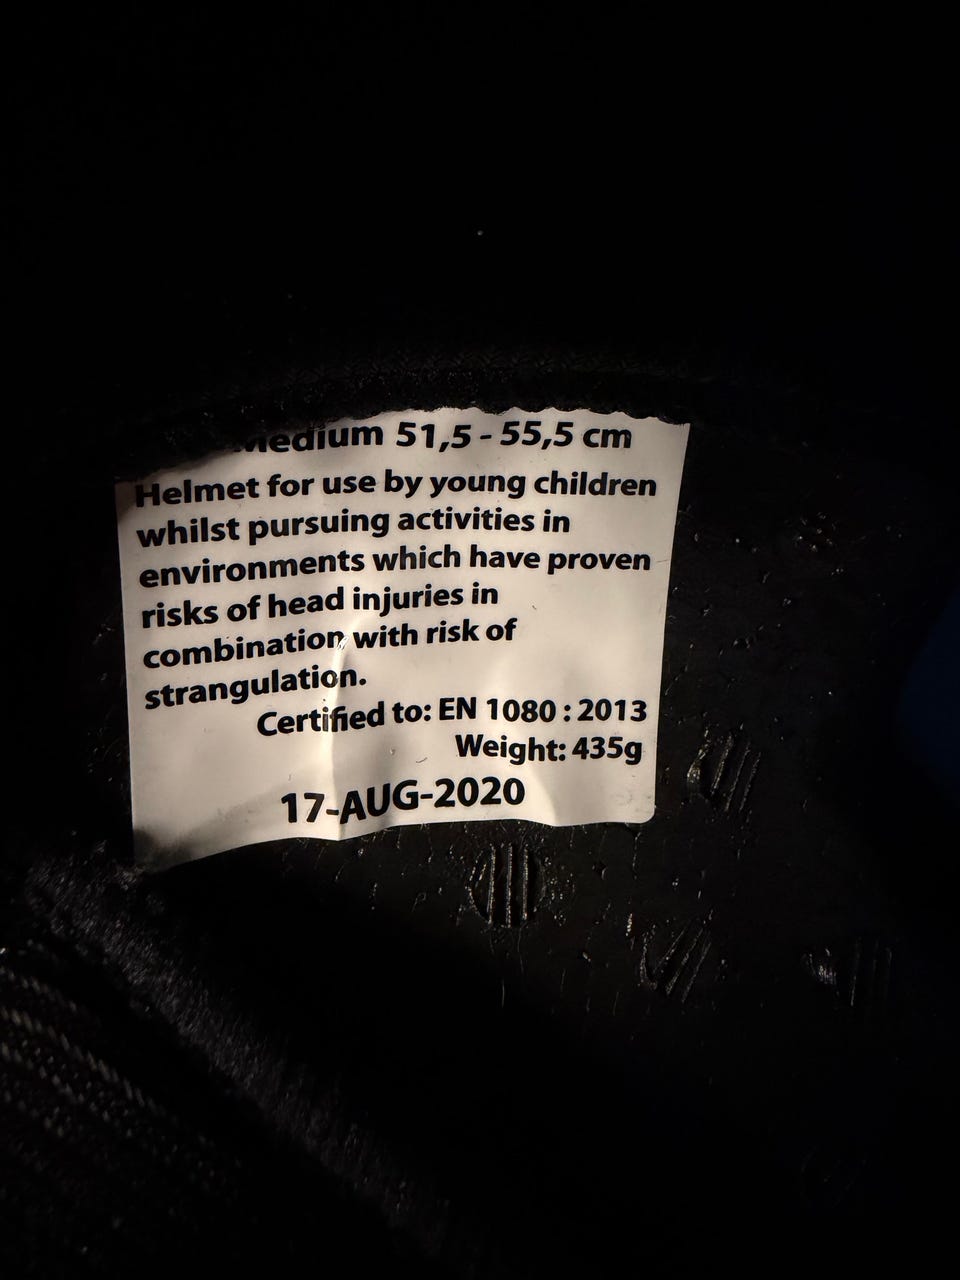 Medium 51,5 - 55,5 cm
Helmet for use by young children
whilst pursuing activities in
environments which have proven
risks of head injuries in
combination with risk of
strangulation.
Certified to: EN 1080 : 2013
Weight: 435g
17-AUG-2020